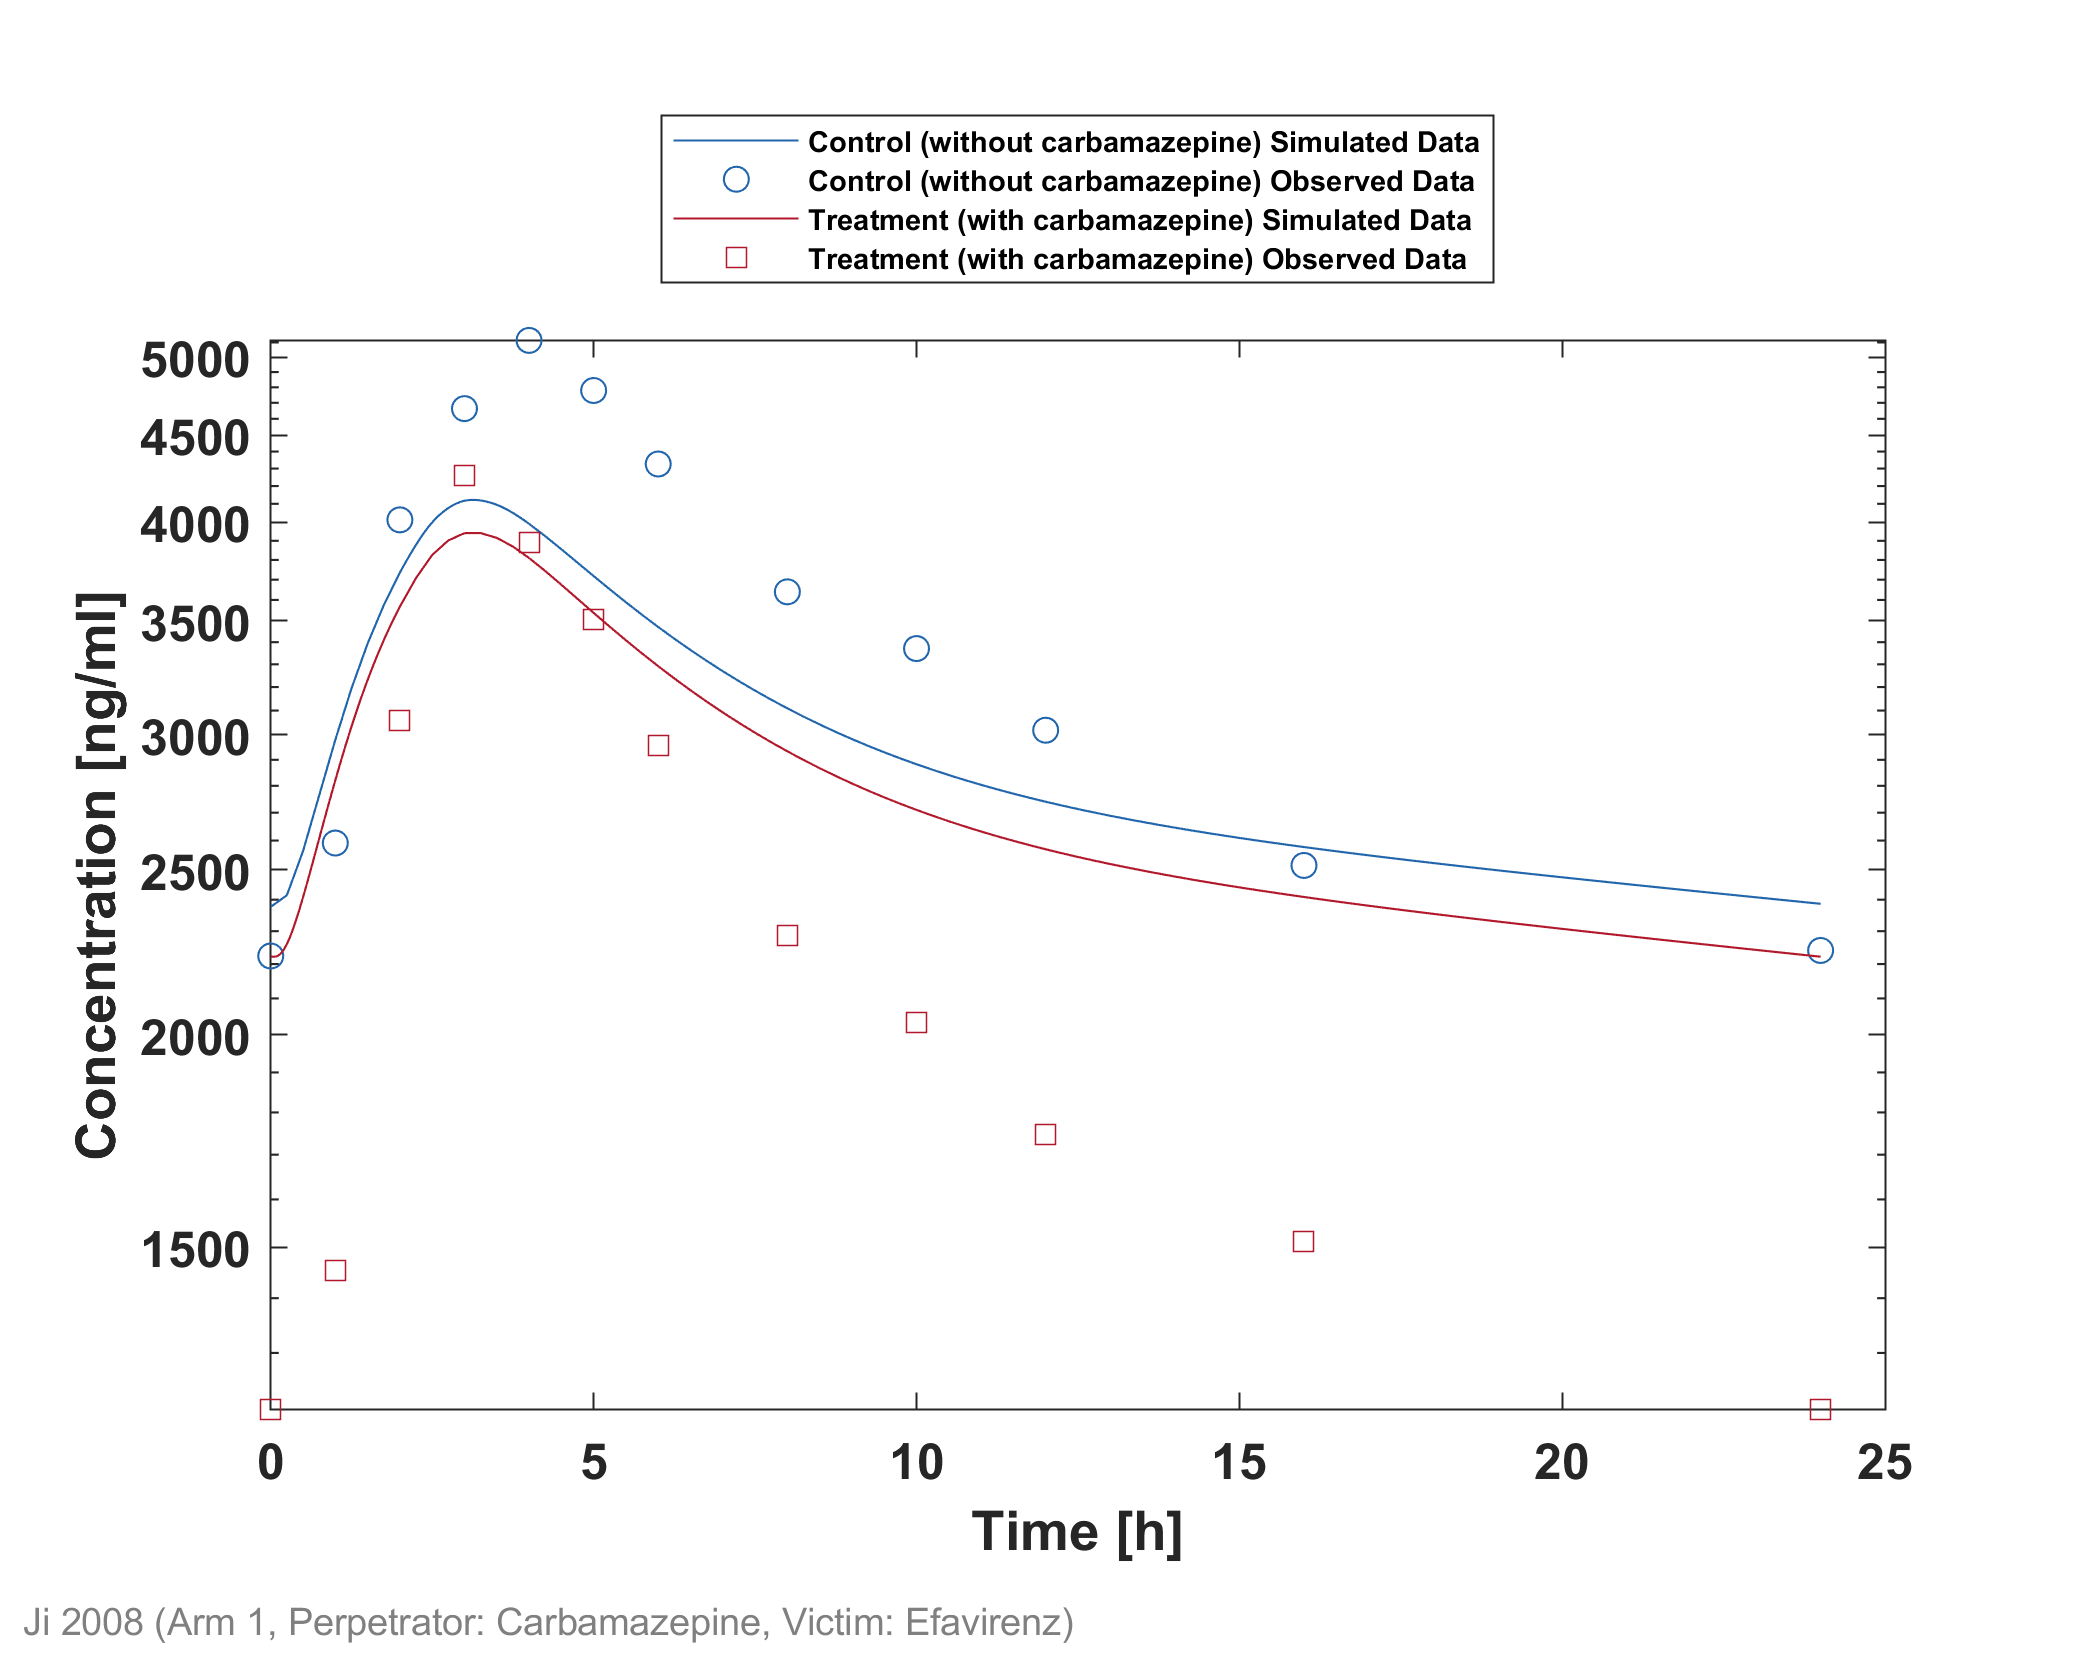 Control (without carbamazepine) Simulated Data
Control (without carbamazepine) Observed Data
Treatment (with carbamazepine) Simulated Data
Treatment (with carbamazepine) Observed Data
5000
4500
4000
3500
3000
2500
2000
1500
Concentration [ng/ml]
0 5 10 15 20 25
Time [h]
Ji 2008 (Arm 1, Perpetrator: Carbamazepine, Victim: Efavirenz)